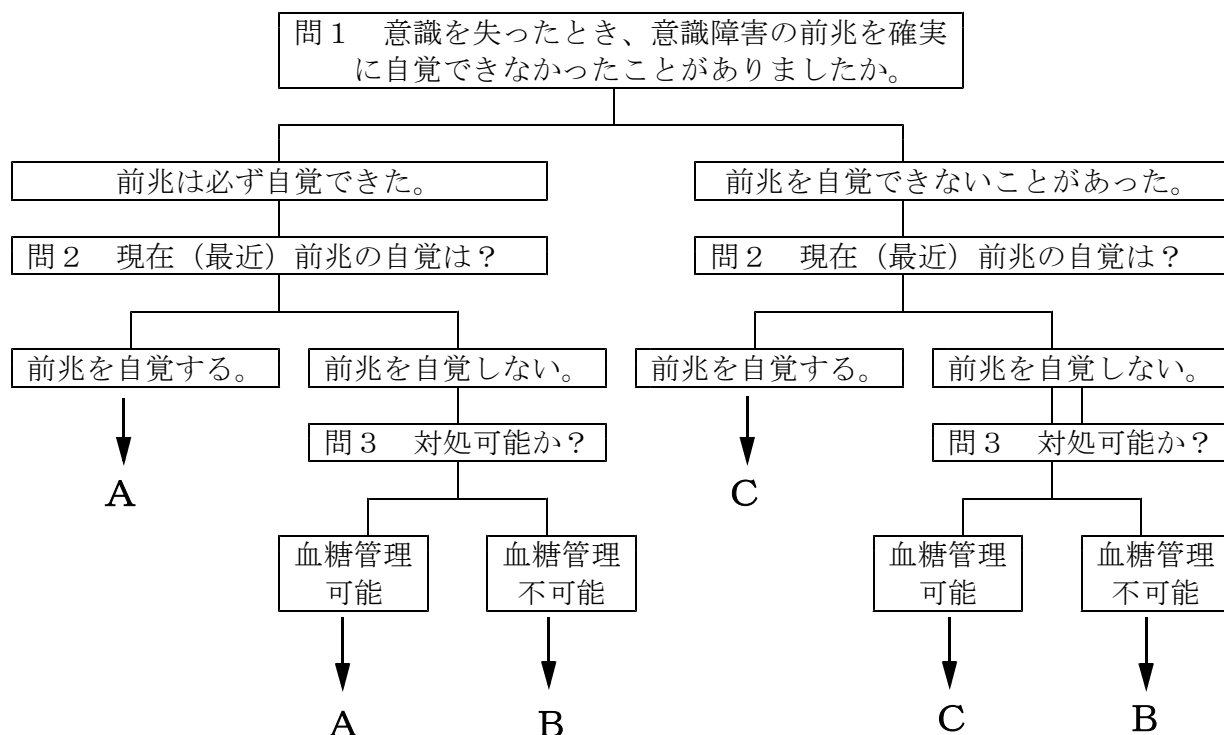 問１　意識を失ったとき、意識障害の前兆を確実
に自覚できなかったことがありましたか。
前兆は必ず自覚できた。
前兆を自覚できないことがあった。
問２　現在（最近）前兆の自覚は？
問２　現在（最近）前兆の自覚は？
前兆を自覚する。
前兆を自覚しない。
前兆を自覚する。
前兆を自覚しない。
問３　対処可能か？
問３　対処可能か？
A
C
血糖管理
可能
血糖管理
不可能
血糖管理
可能
血糖管理
不可能
A
B
C
B